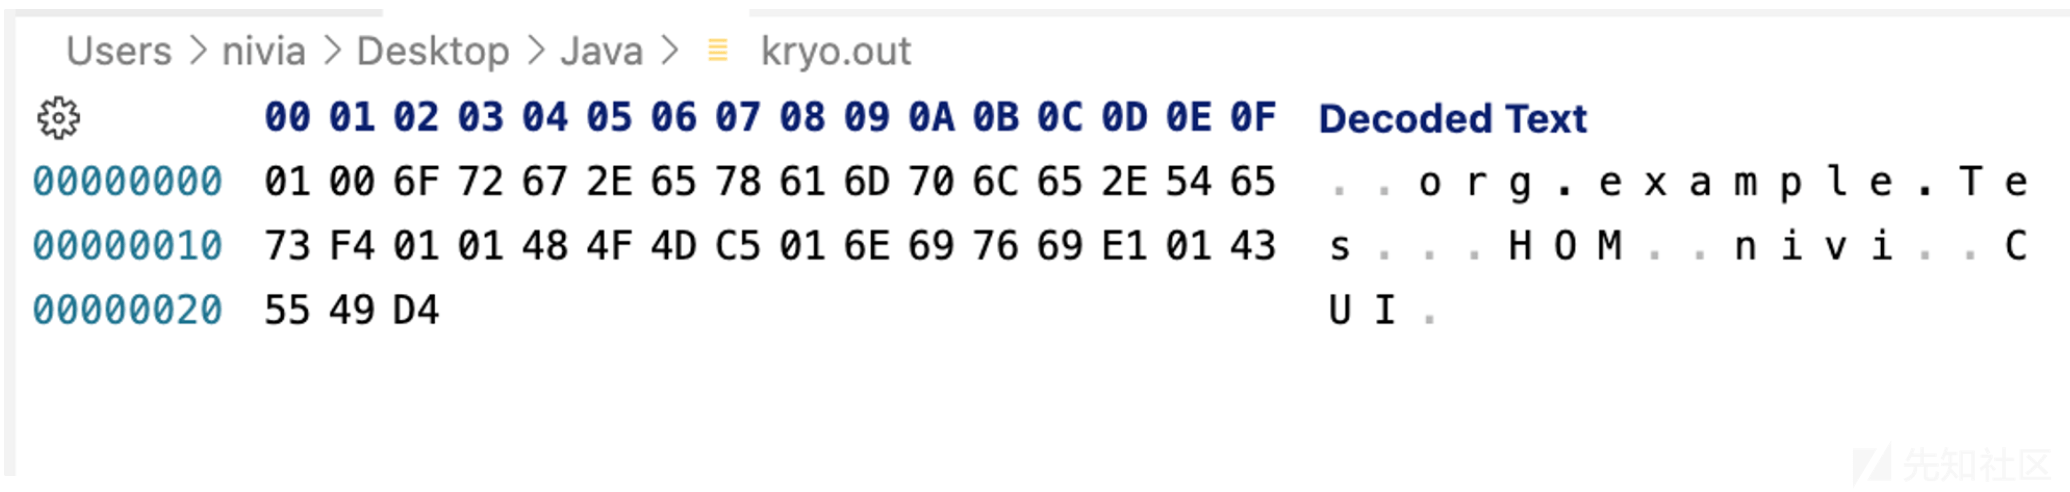 Users > nivia > Desktop > Java > kryo.out
00 01 02 03 04 05 06 07 08 09 0A 0B 0C 0D 0E 0F Decoded Text
00000000 01 00 6F 72 67 2E 65 78 61 6D 70 6C 65 2E 54 65 . . o r g . e x a m p l e . T e
00000010 73 F4 01 01 48 4F 4D C5 01 6E 69 76 69 E1 01 43 s . . . H O M . . n i v i . . C
00000020 55 49 D4 U I .
先知社区